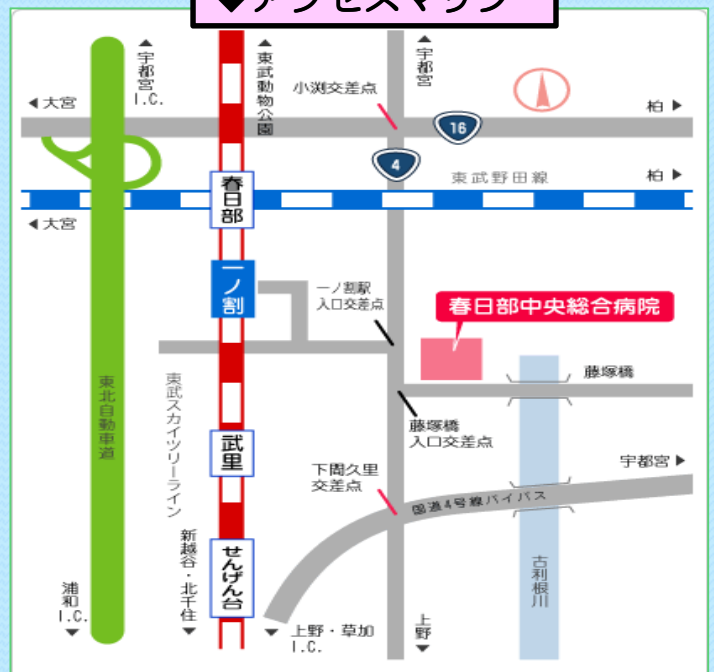 ◆アクセスマップ
宇都宮
I.C.
東武動物公園
宇都宮
小渕交差点
大宮
柏
16
4
東武野田線
柏
春日部
大宮
一ノ割
一ノ割駅
入口交差点
春日部中央総合病院
東北自動車道
東武スカイツリーライン
藤塚橋
藤塚橋
入口交差点
武里
下間久里
交差点
宇都宮
国道4号線バイパス
新越谷・北千住
せんげん台
古利根川
浦和
I.C.
上野・草加
I.C.
上野